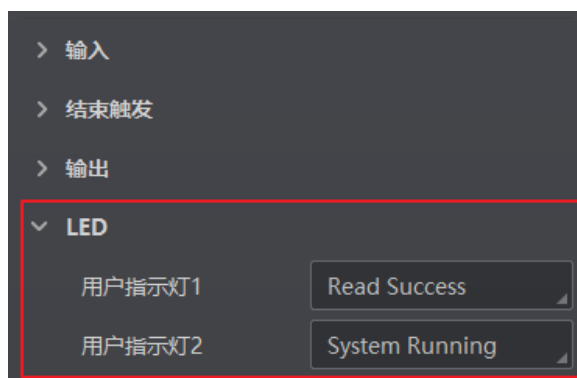 输入
结束触发
输出
LED
用户指示灯1 Read Success
用户指示灯2 System Running